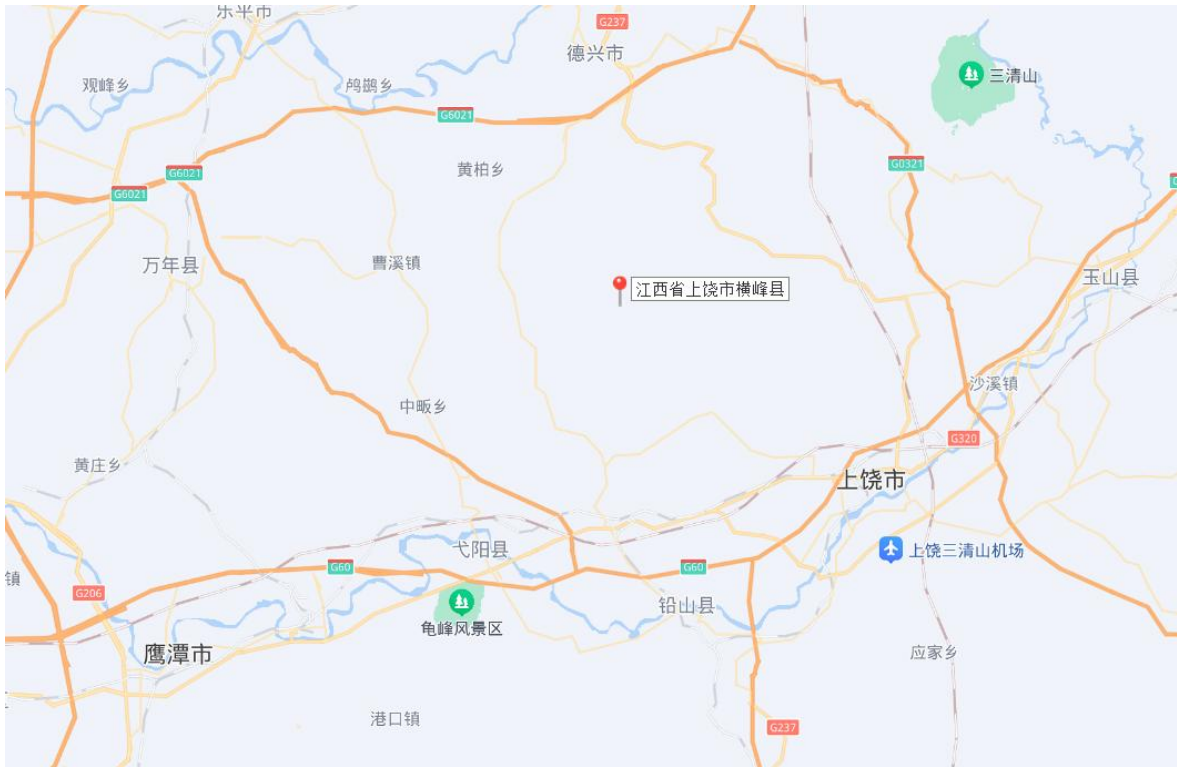 乐平市
G237
德兴市
三清山
观峰乡
鸬鹚乡
G6021
黄柏乡
G0321
G6021
G6021
万年县
曹溪镇
江西省上饶市横峰县
玉山县
沙溪镇
中畈乡
G320
黄庄乡
上饶市
弋阳县
上饶三清山机场
G60
G60
镇
G206
铅山县
龟峰风景区
鹰潭市
应家乡
港口镇
G237